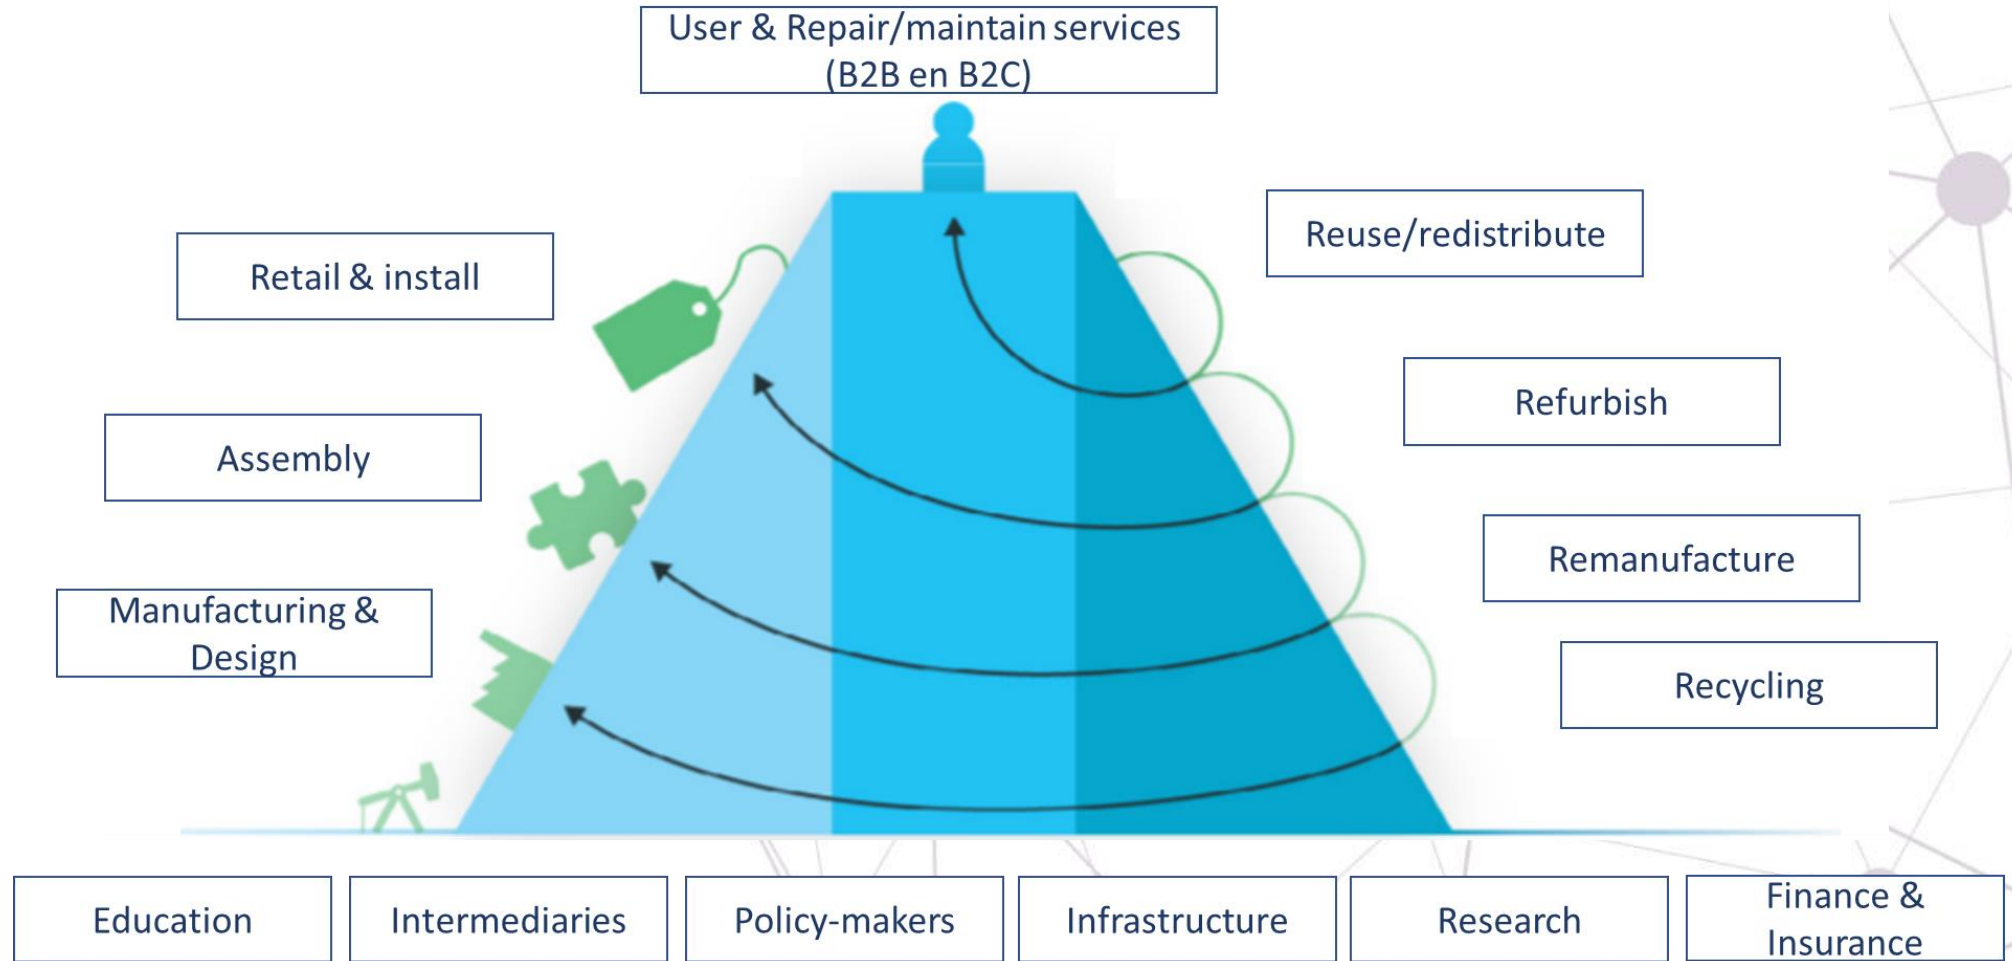 User & Repair/maintain services
(B2B en B2C)
Retail & install
Reuse/redistribute
Assembly
Refurbish
Manufacturing &
Design
Remanufacture
Recycling
Education
Intermediaries
Policy-makers
Infrastructure
Research
Finance &
Insurance